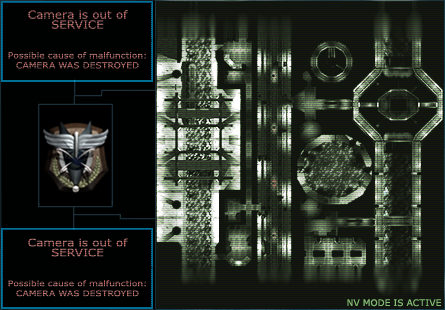 Camera is out of
SERVICE
Possible cause of malfunction:
CAMERA WAS DESTROYED
Camera is out of
SERVICE
Possible cause of malfunction:
CAMERA WAS DESTROYED
NV MODE IS ACTIVE